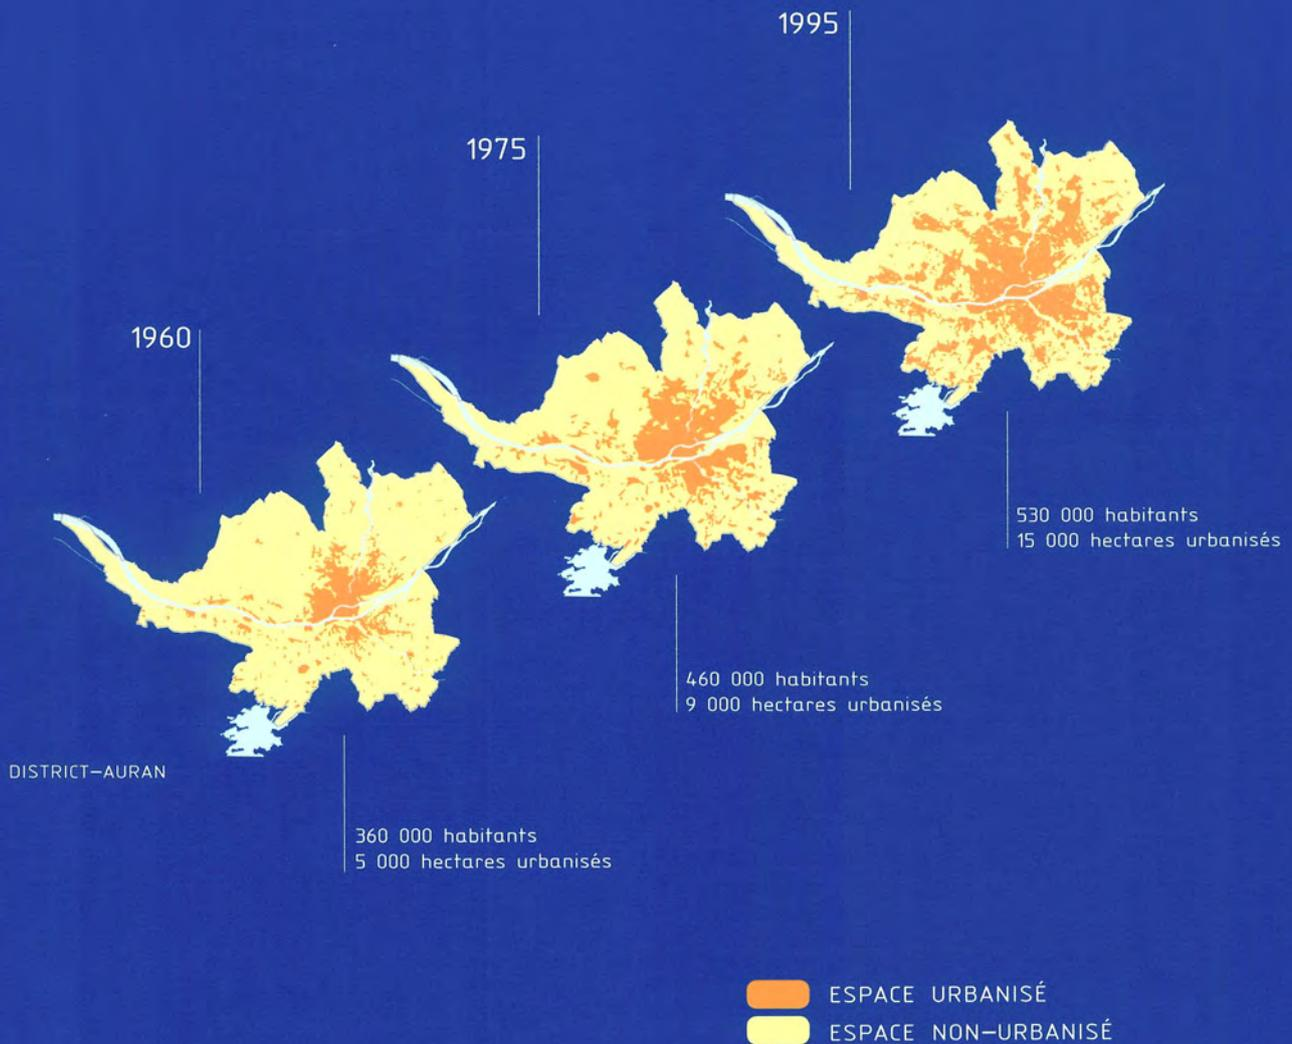 1995
1975
1960
530 000 habitants
15 000 hectares urbanisés
460 000 habitants
9 000 hectares urbanisés
DISTRICT–AURAN
360 000 habitants
5 000 hectares urbanisés
ESPACE URBANISÉ
ESPACE NON–URBANISÉ